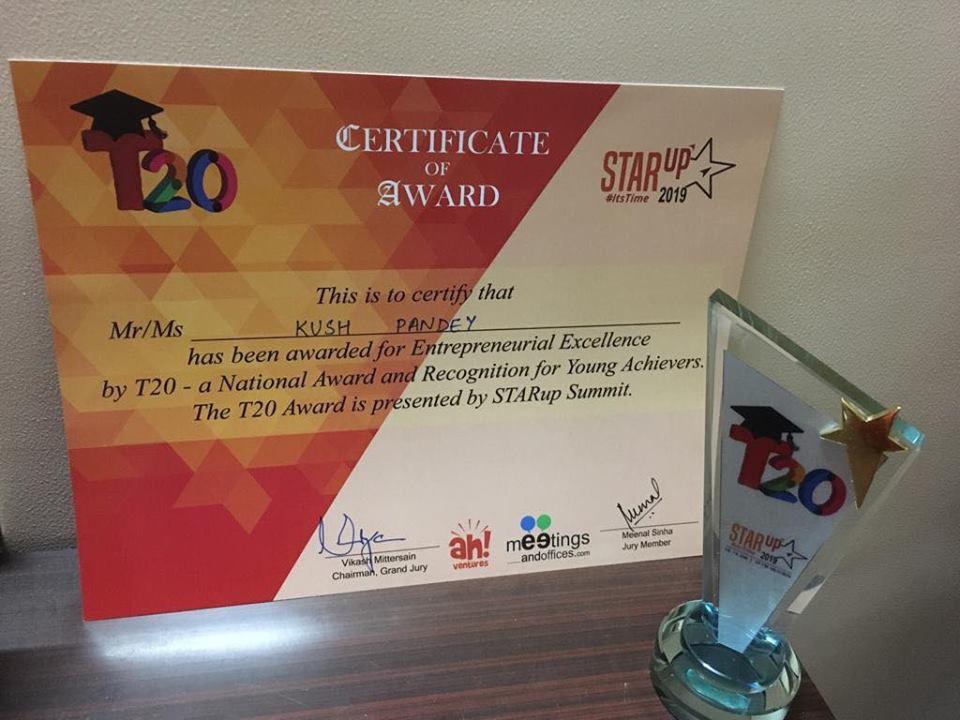 T20
CERTIFICATE
OF
AWARD
STARUP
#ItsTime 2019
This is to certify that
Mr/Ms KUSH PANDEY
has been awarded for Entrepreneurial Excellence
by T20 - a National Award and Recognition for Young Achievers.
The T20 Award is presented by STARup Summit.
Vikash Mittersain
Chairman, Grand Jury
ah!
ventures
meetings
andoffices.com
Meenal Sinha
Jury Member
T20
STARUP
2019